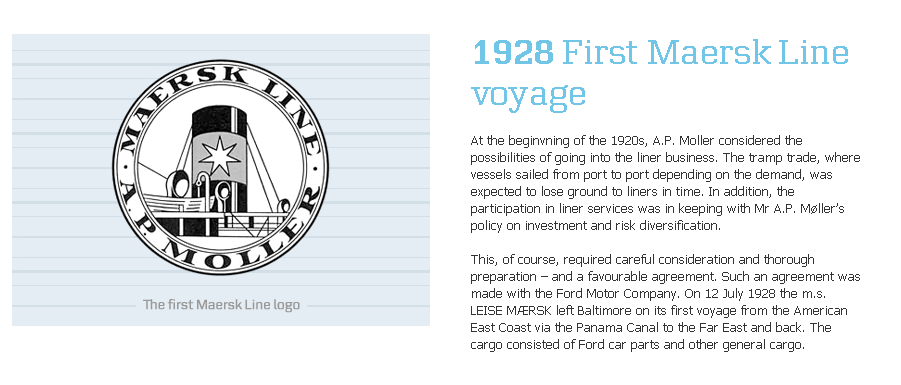 MAERSK LINE
· A.P. MOLLER ·
The first Maersk Line logo
1928 First Maersk Line
voyage
At the beginvning of the 1920s, A.P. Moller considered the
possibilities of going into the liner business. The tramp trade, where
vessels sailed from port to port depending on the demand, was
expected to lose ground to liners in time. In addition, the
participation in liner services was in keeping with Mr A.P. Møller's
policy on investment and risk diversification.
This, of course, required careful consideration and thorough
preparation – and a favourable agreement. Such an agreement was
made with the Ford Motor Company. On 12 July 1928 the m.s.
LEISE MÆRSK left Baltimore on its first voyage from the American
East Coast via the Panama Canal to the Far East and back. The
cargo consisted of Ford car parts and other general cargo.